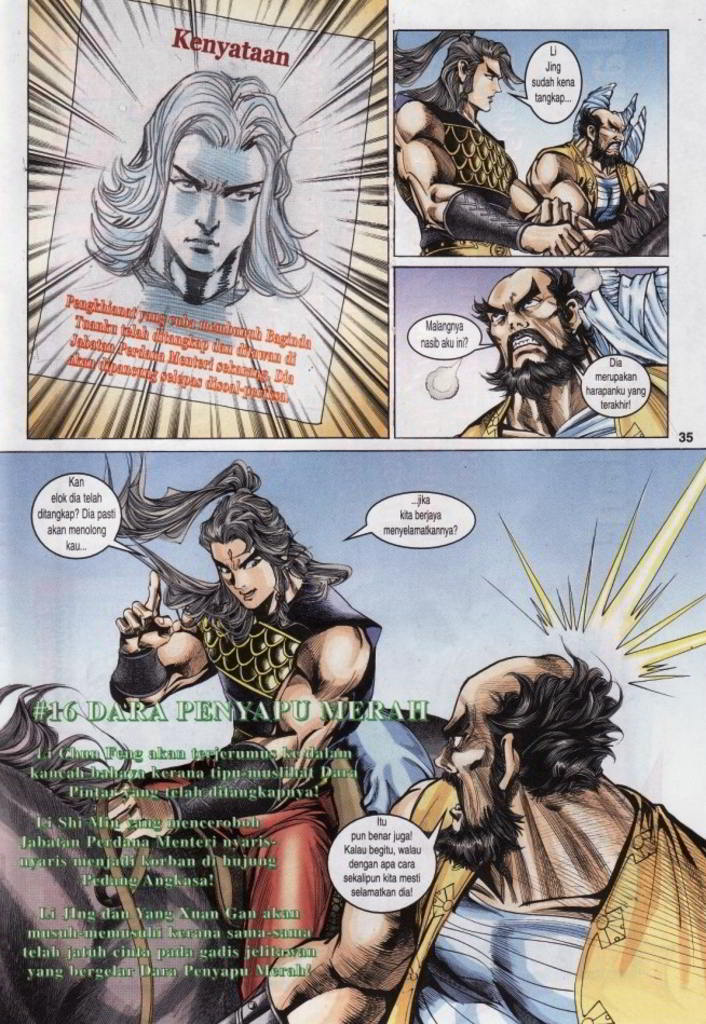 Kenyataan
Pengkhianat yang cuba membunuh Baginda
Tuanku telah ditangkap dan ditawan di
Jabatan Perdana Menteri sekarang. Dia
akan dipancung selepas disoal-periksa.
Li
Jing
sudah kena
tangkap...
Malangnya
nasib aku ini?
Dia
merupakan
harapanku yang
terakhir!
35
Kan
elok dia telah
ditangkap? Dia pasti
akan menolong
kau...
...jika
kita berjaya
menyelamatkannya?
#16 DARA PENYAPU MERAH
Li Chun Feng akan terjerumus ke dalam
kancah bahaya kerana tipu-muslihat Dara
Pintar yang telah ditangkapnya!
Li Shi Min yang menceroboh
Jabatan Perdana Menteri nyaris-
nyaris menjadi korban di hujung
Pedang Angkasa!
Li JIng dan Yang Xuan Gan akan
musuh-memusuhi kerana sama-sama
telah jatuh cinta pada gadis jelitawan
yang bergelar Dara Penyapu Merah!
Itu
pun benar juga!
Kalau begitu, walau
dengan apa cara
sekalipun kita mesti
selamatkan dia!